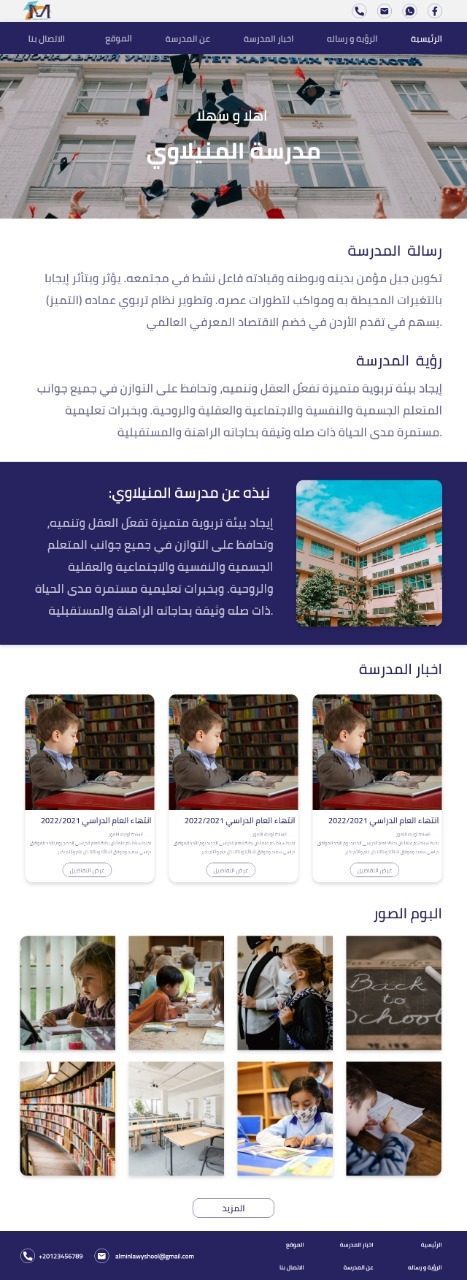 M
الرئيسية
الرؤية و رساله
اخبار المدرسة
عن المدرسة
الموقع
الاتصال بنا
اهلا و سهلا
مدرسة المنيلاوي
رسالة المدرسة
تكوين جيل مؤمن بدينه وبوطنه وقيادته فاعل نشط في مجتمعه. يؤثر ويتأثر إيجابا
بالتغيرات المحيطة به ومواكب لتطورات عصره. وتطوير نظام تربوي عماده (التميز)
.يسهم في تقدم الأردن في خضم الاقتصاد المعرفي العالمي
رؤية المدرسة
إيجاد بيئة تربوية متميزة تفعّل العقل وتنميه, وتحافظ على التوازن في جميع جوانب
المتعلم الجسمية والنفسية والاجتماعية والعقلية والروحية. وبخبرات تعليمية
.مستمرة مدى الحياة ذات صله وثيقة بحاجاته الراهنة والمستقبلية
نبذه عن مدرسة المنيلاوي:
إيجاد بيئة تربوية متميزة تفعّل العقل وتنميه,
وتحافظ على التوازن في جميع جوانب المتعلم
الجسمية والنفسية والاجتماعية والعقلية
والروحية. وبخبرات تعليمية مستمرة مدى الحياة
.ذات صله وثيقة بحاجاته الراهنة والمستقبلية
اخبار المدرسة
انتهاء العام الدراسي 2022/2021
عرض التفاصيل
انتهاء العام الدراسي 2022/2021
عرض التفاصيل
انتهاء العام الدراسي 2022/2021
عرض التفاصيل
البوم الصور
Back
to
School
المزيد
الرئيسية
اخبار المدرسة
الموقع
الرؤية و رساله
عن المدرسة
الاتصال بنا
alminlawyshool@gmail.com
+20123456789